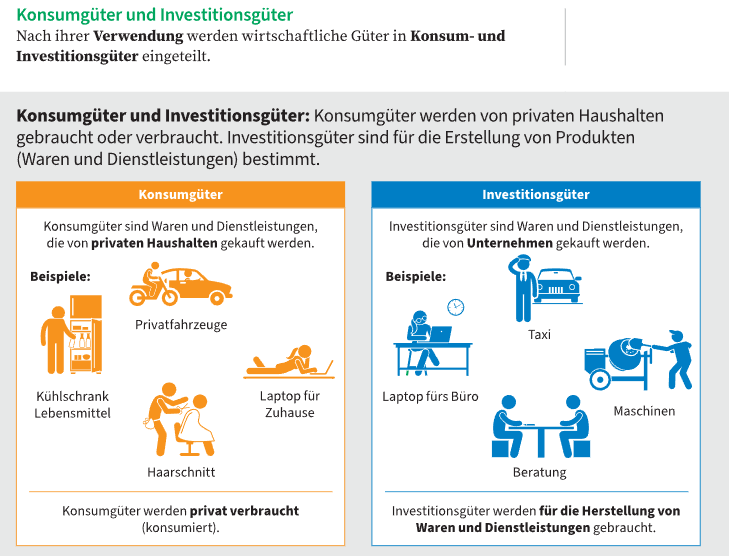 Konsumgüter und Investitionsgüter
Nach ihrer Verwendung werden wirtschaftliche Güter in Konsum- und
Investitionsgüter eingeteilt.
Konsumgüter und Investitionsgüter: Konsumgüter werden von privaten Haushalten
gebraucht oder verbraucht. Investitionsgüter sind für die Erstellung von Produkten
(Waren und Dienstleistungen) bestimmt.
Konsumgüter
Konsumgüter sind Waren und Dienstleistungen,
die von privaten Haushalten gekauft werden.
Beispiele:
Privatfahrzeuge
Kühlschrank
Lebensmittel
Laptop für
Zuhause
Haarschnitt
Konsumgüter werden privat verbraucht
(konsumiert).
Investitionsgüter
Investitionsgüter sind Waren und Dienstleistungen,
die von Unternehmen gekauft werden.
Beispiele:
Taxi
Laptop fürs Büro
Maschinen
Beratung
Investitionsgüter werden für die Herstellung von
Waren und Dienstleistungen gebraucht.